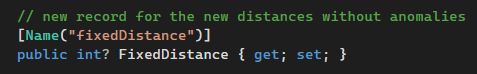 // new record for the new distances without anomalies
[Name("fixedDistance")]
public int? FixedDistance { get; set; }